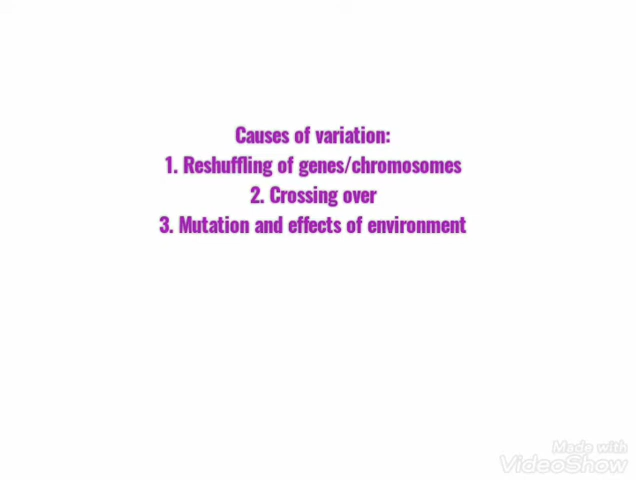 Causes of variation:
1. Reshuffling of genes/chromosomes
2. Crossing over
3. Mutation and effects of environment
Made with
VideoShow